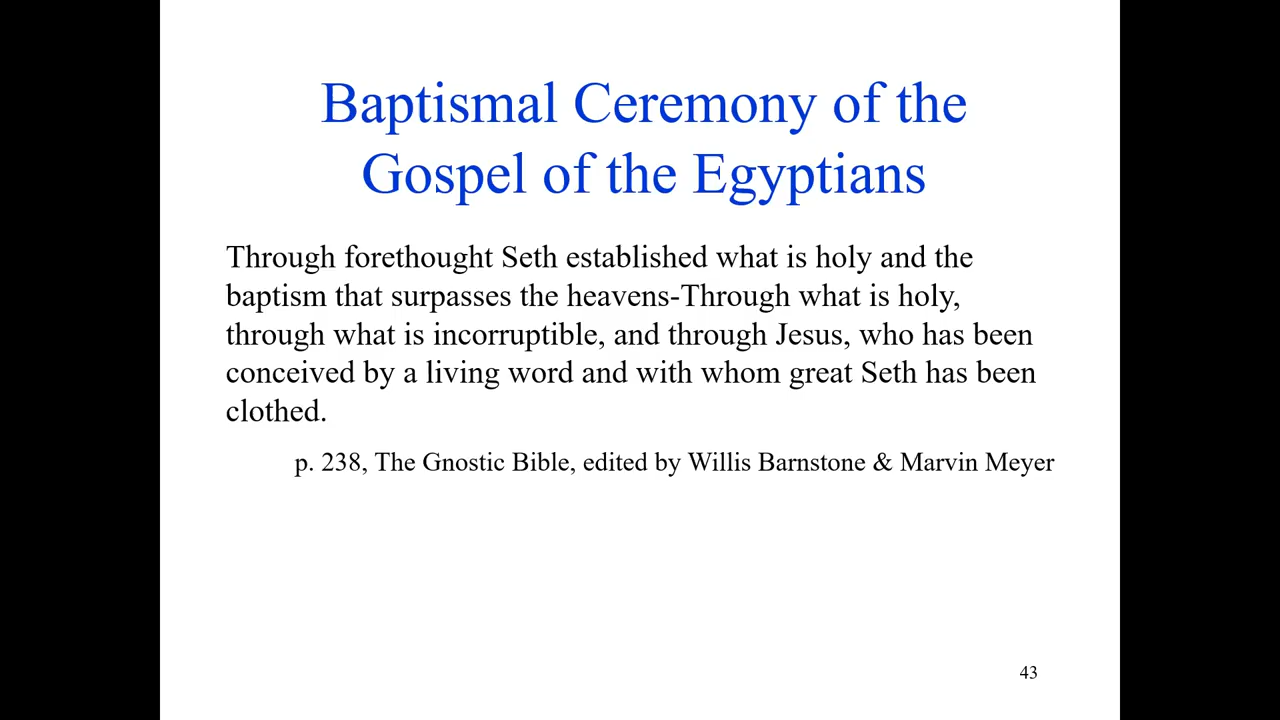 Baptismal Ceremony of the
Gospel of the Egyptians
Through forethought Seth established what is holy and the
baptism that surpasses the heavens-Through what is holy,
through what is incorruptible, and through Jesus, who has been
conceived by a living word and with whom great Seth has been
clothed.
p. 238, The Gnostic Bible, edited by Willis Barnstone & Marvin Meyer
43